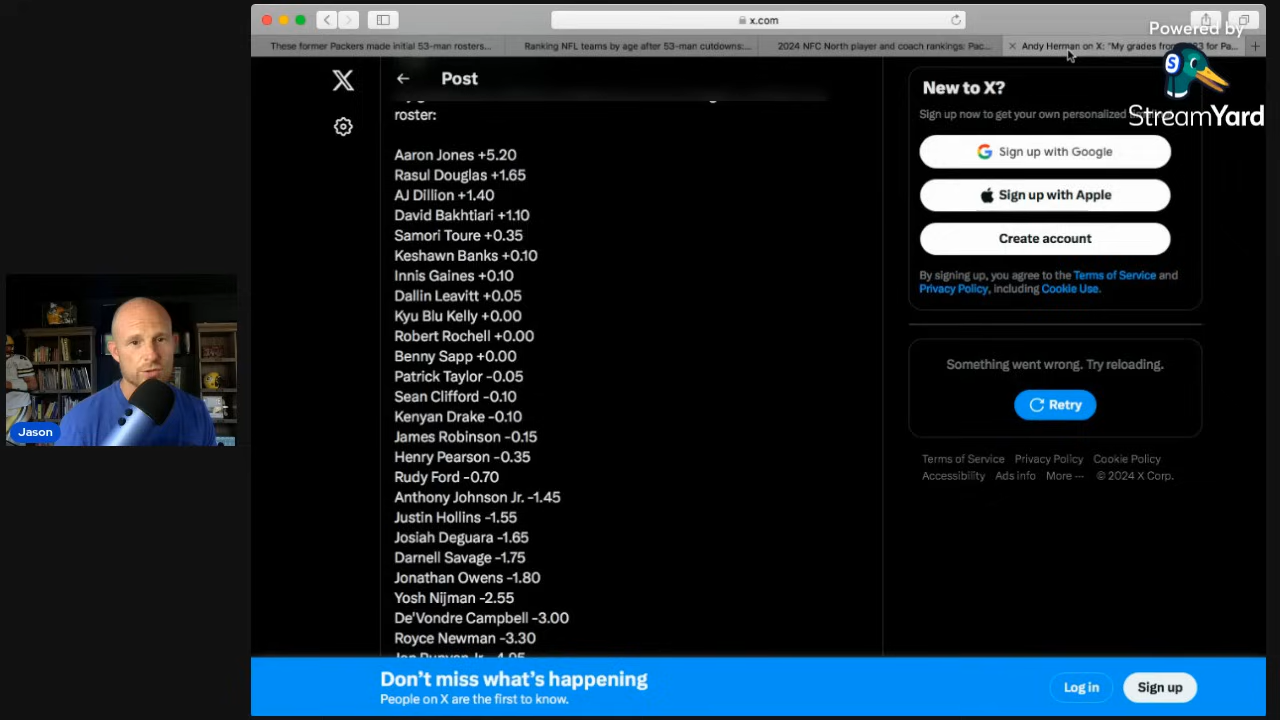 x.com
Powered by
These former Packers made initial 53-man rosters...
Ranking NFL teams by age after 53-man cutdowns:...
2024 NFC North player and coach rankings: Pac...
Andy Herman on X: "My grades from
StreamYard
Post
roster:
Aaron Jones +5.20
Rasul Douglas +1.65
AJ Dillion +1.40
David Bakhtiari +1.10
Samori Toure +0.35
Keshawn Banks +0.10
Innis Gaines +0.10
Dallin Leavitt +0.05
Kyu Blu Kelly +0.00
Robert Rochell +0.00
Benny Sapp +0.00
Patrick Taylor -0.05
Sean Clifford -0.10
Kenyan Drake -0.10
James Robinson -0.15
Henry Pearson -0.35
Rudy Ford -0.70
Anthony Johnson Jr. -1.45
Justin Hollins -1.55
Josiah Deguara -1.65
Darnell Savage -1.75
Jonathan Owens -1.80
Yosh Nijman -2.55
De'Vondre Campbell -3.00
Royce Newman -3.30
New to X?
Sign up now to get your own personalized
Sign up with Google
Sign up with Apple
Create account
By signing up, you agree to the Terms of Service and
Privacy Policy, including Cookie Use.
Something went wrong. Try reloading.
Retry
Terms of Service Privacy Policy Cookie Policy
Accessibility Ads info More ··· © 2024 X Corp.
Jason
Don't miss what's happening
People on X are the first to know.
Log in
Sign up